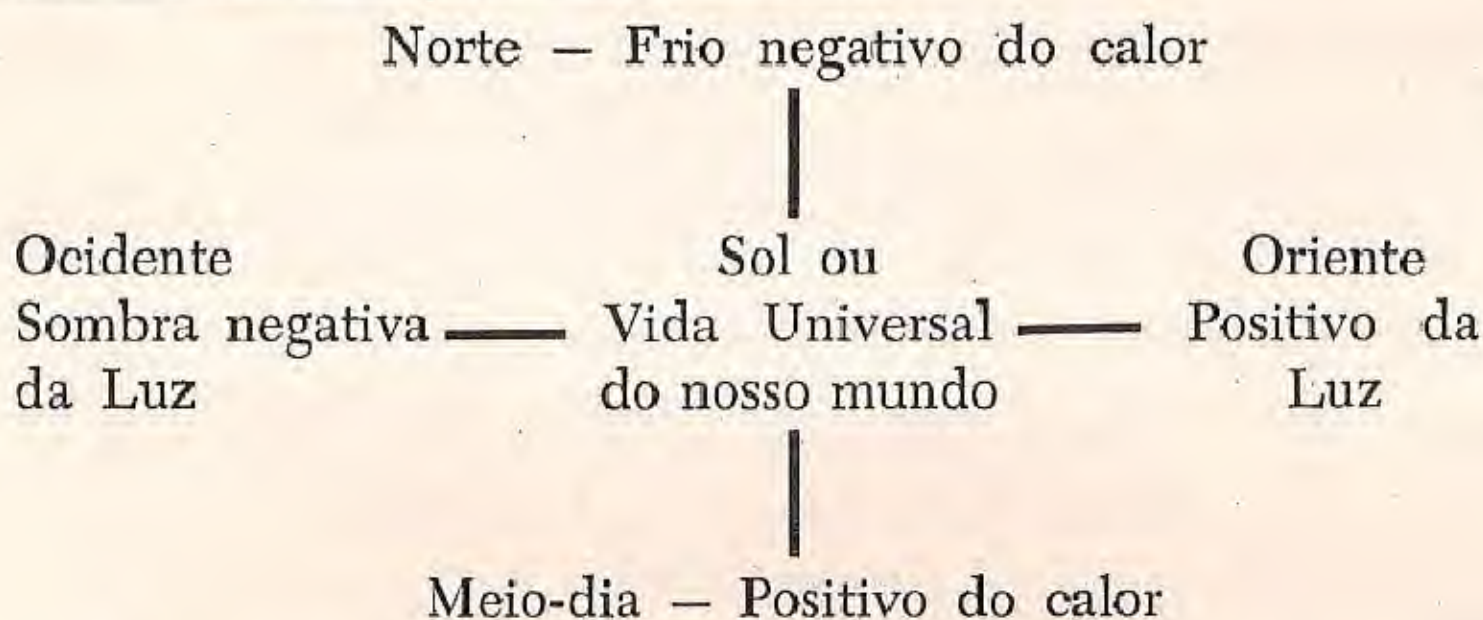 Norte — Frio negativo do calor
Ocidente
Sombra negativa
da Luz
Sol ou
Vida Universal
do nosso mundo
Oriente
Positivo da
Luz
Meio-dia — Positivo do calor